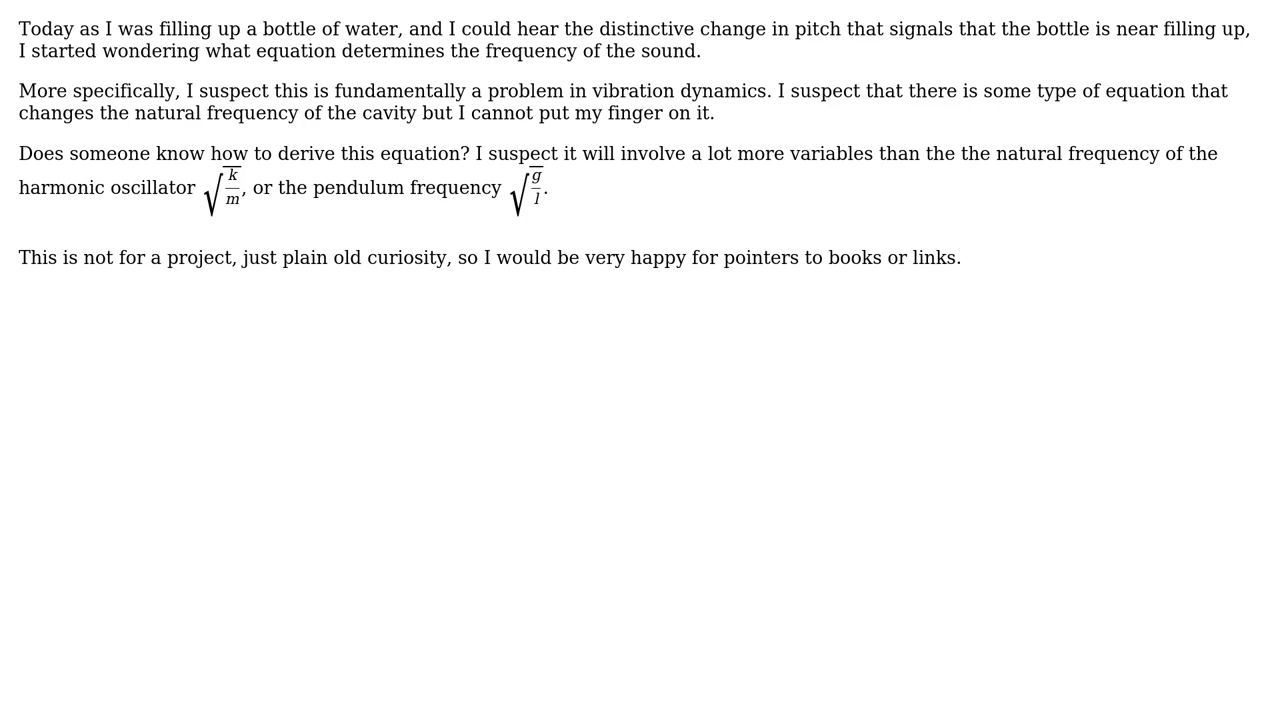 Today as I was filling up a bottle of water, and I could hear the distinctive change in pitch that signals that the bottle is near filling up,
I started wondering what equation determines the frequency of the sound.
More specifically, I suspect this is fundamentally a problem in vibration dynamics. I suspect that there is some type of equation that
changes the natural frequency of the cavity but I cannot put my finger on it.
Does someone know how to derive this equation? I suspect it will involve a lot more variables than the the natural frequency of the
harmonic oscillator √(k/m), or the pendulum frequency √(g/l).
This is not for a project, just plain old curiosity, so I would be very happy for pointers to books or links.